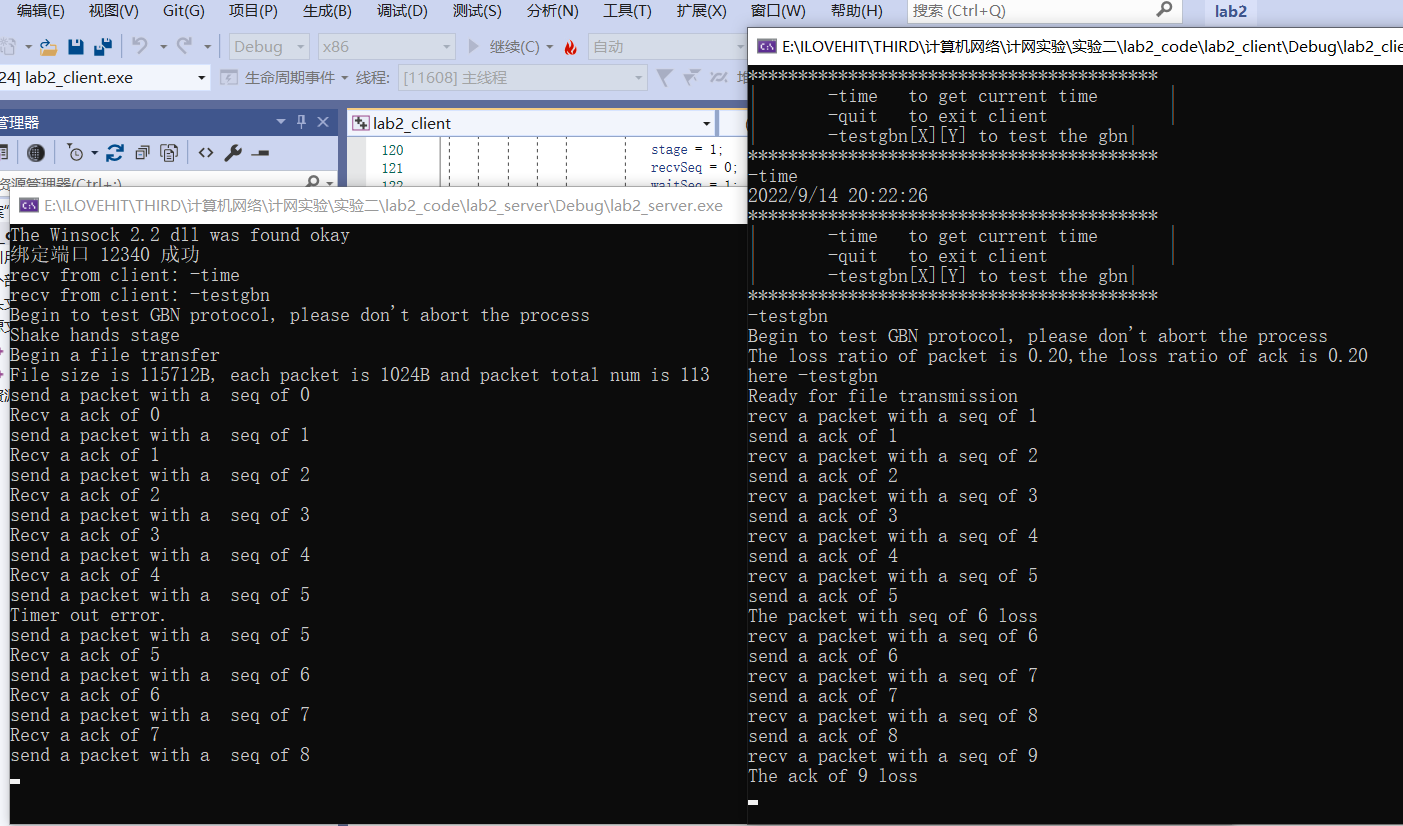 编辑(E) 视图(V) Git(G) 项目(P) 生成(B) 调试(D) 测试(S) 分析(N) 工具(T) 扩展(X) 窗口(W) 帮助(H) 搜索 (Ctrl+Q) lab2
Debug x86 继续(C) 自动
24] lab2_client.exe 生命周期事件 线程: [11608] 主线程
管理器
lab2_client
120 stage = 1;
121 recvSeq = 0;
122 waitSeq = 1;
资源管理器(Ctrl+;)
E:\ILOVEHIT\THIRD\计算机网络\计网实验\实验二\lab2_code\lab2_server\Debug\lab2_server.exe
The Winsock 2.2 dll was found okay
绑定端口 12340 成功
recv from client: -time
recv from client: -testgbn
Begin to test GBN protocol, please don't abort the process
Shake hands stage
Begin a file transfer
File size is 115712B, each packet is 1024B and packet total num is 113
send a packet with a  seq of 0
Recv a ack of 0
send a packet with a  seq of 1
Recv a ack of 1
send a packet with a  seq of 2
Recv a ack of 2
send a packet with a  seq of 3
Recv a ack of 3
send a packet with a  seq of 4
Recv a ack of 4
send a packet with a  seq of 5
Timer out error.
send a packet with a  seq of 5
Recv a ack of 5
send a packet with a  seq of 6
Recv a ack of 6
send a packet with a  seq of 7
Recv a ack of 7
send a packet with a  seq of 8
E:\ILOVEHIT\THIRD\计算机网络\计网实验\实验二\lab2_code\lab2_client\Debug\lab2_clie
*****************************************
|       -time   to get current time       |
|       -quit   to exit client            |
|       -testgbn[X][Y] to test the gbn|
*****************************************
-time
2022/9/14 20:22:26
*****************************************
|       -time   to get current time       |
|       -quit   to exit client            |
|       -testgbn[X][Y] to test the gbn|
*****************************************
-testgbn
Begin to test GBN protocol, please don't abort the process
The loss ratio of packet is 0.20,the loss ratio of ack is 0.20
here -testgbn
Ready for file transmission
recv a packet with a seq of 1
send a ack of 1
recv a packet with a seq of 2
send a ack of 2
recv a packet with a seq of 3
send a ack of 3
recv a packet with a seq of 4
send a ack of 4
recv a packet with a seq of 5
send a ack of 5
The packet with seq of 6 loss
recv a packet with a seq of 6
send a ack of 6
recv a packet with a seq of 7
send a ack of 7
recv a packet with a seq of 8
send a ack of 8
recv a packet with a seq of 9
The ack of 9 loss